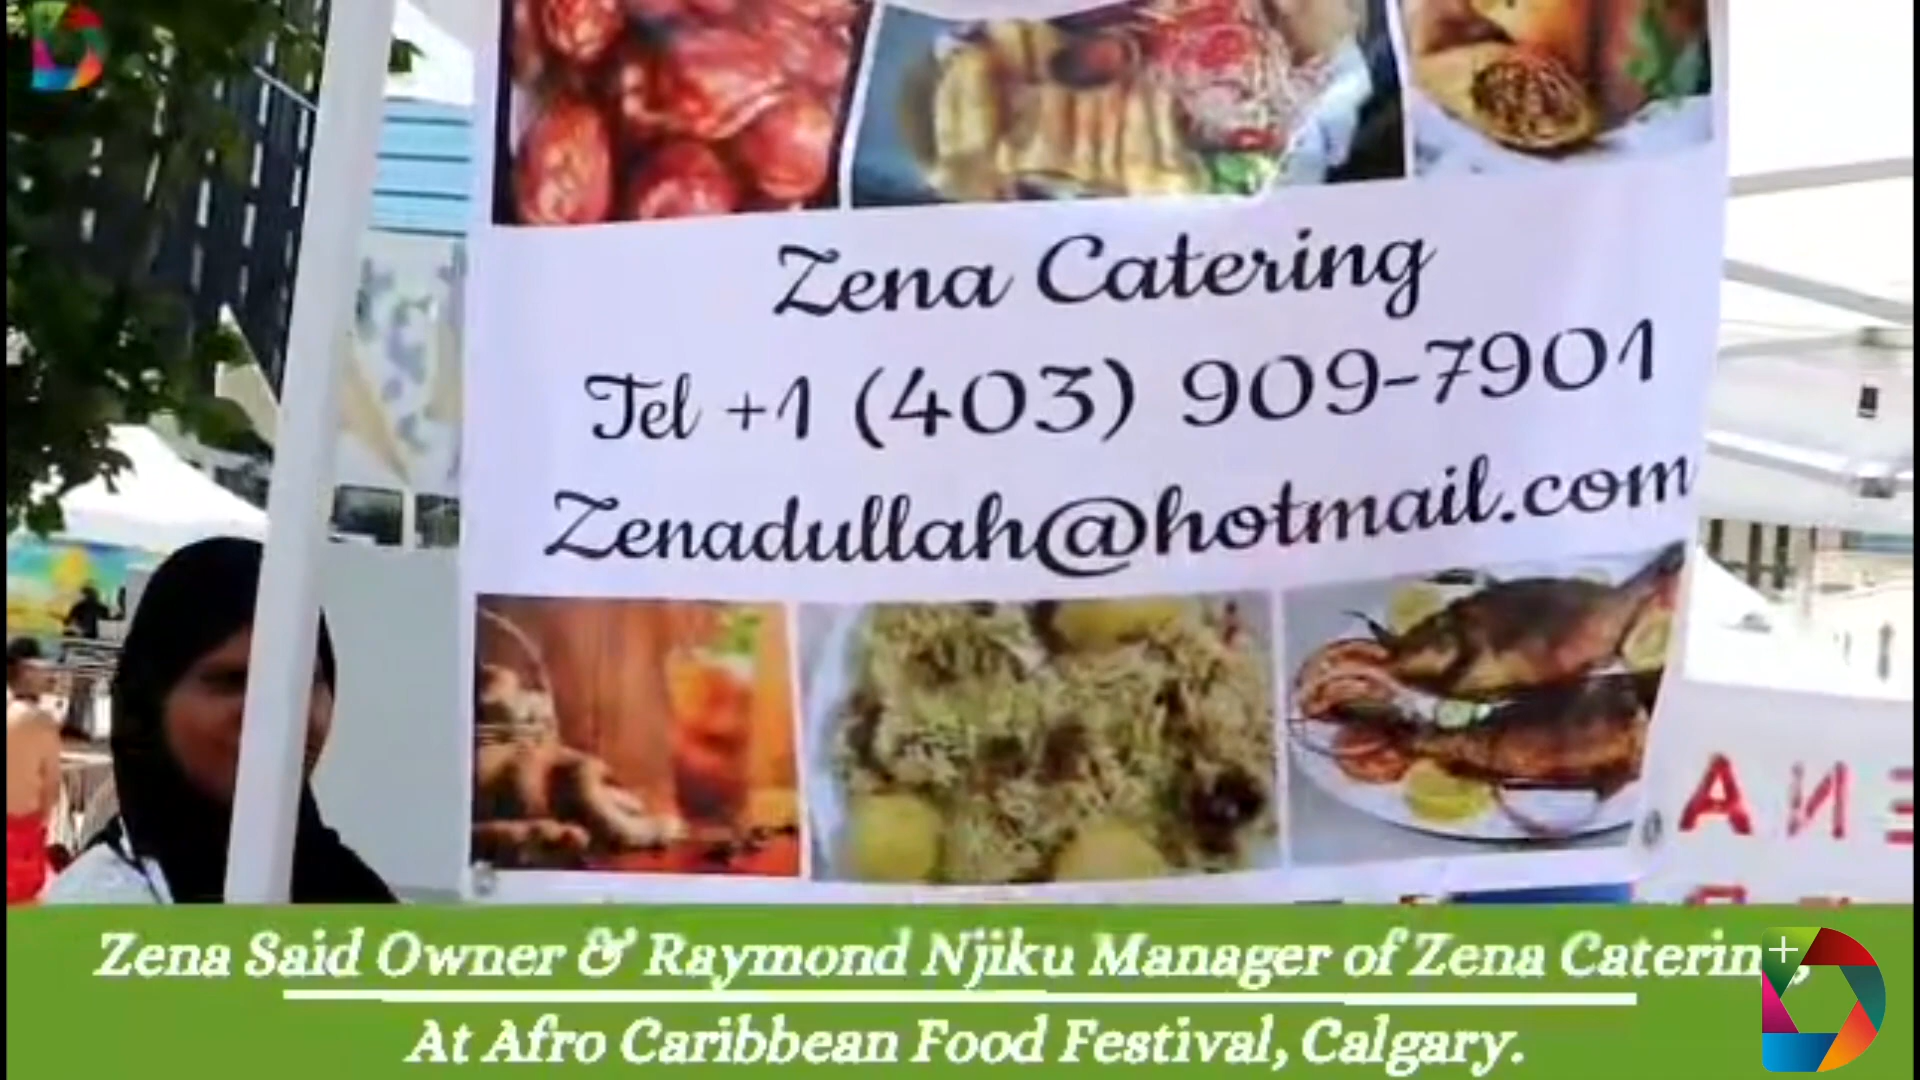 Zena Catering
Tel +1 (403) 909-7901
Zenadullah@hotmail.com
Zena Said Owner & Raymond Njiku Manager of Zena Catering,
At Afro Caribbean Food Festival, Calgary.